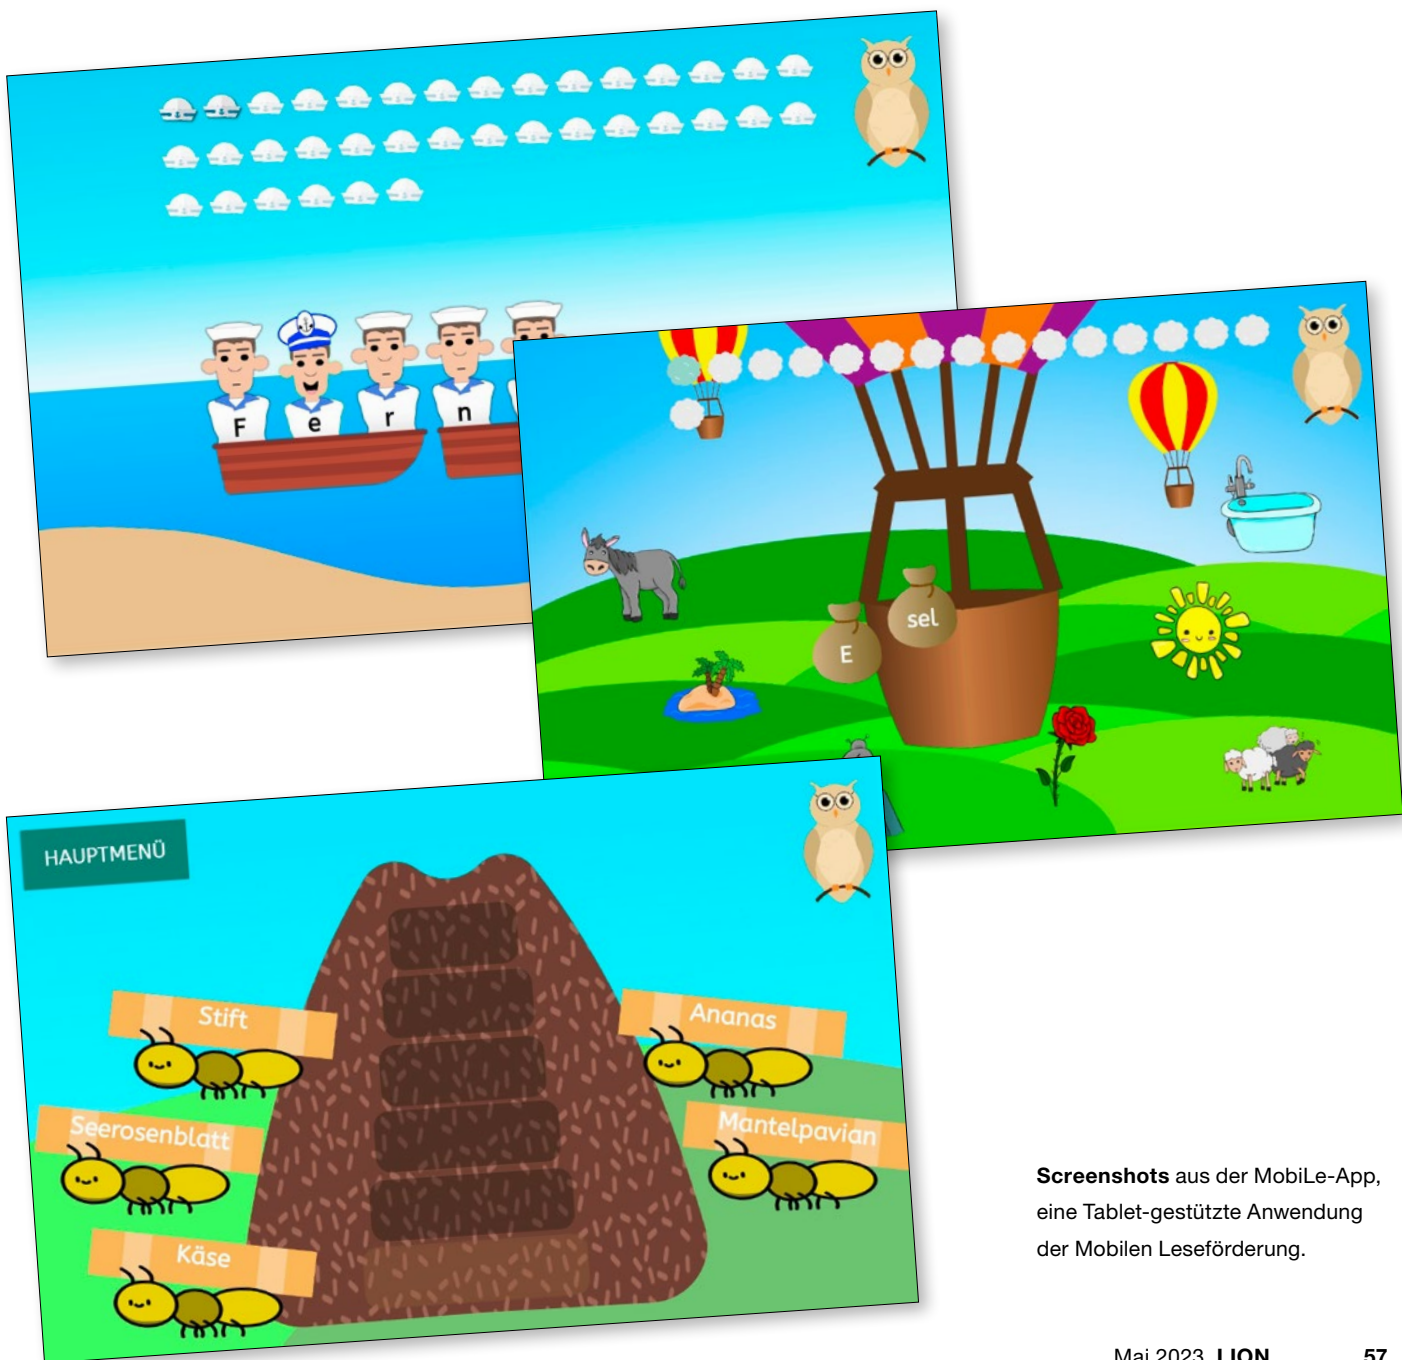 F e r n
E
sel
HAUPTMENÜ
Stift
Ananas
Seerosenblatt
Mantelpavian
Käse
Screenshots aus der MobiLe-App,
eine Tablet-gestützte Anwendung
der Mobilen Leseförderung.
Mai 2023 LION 57